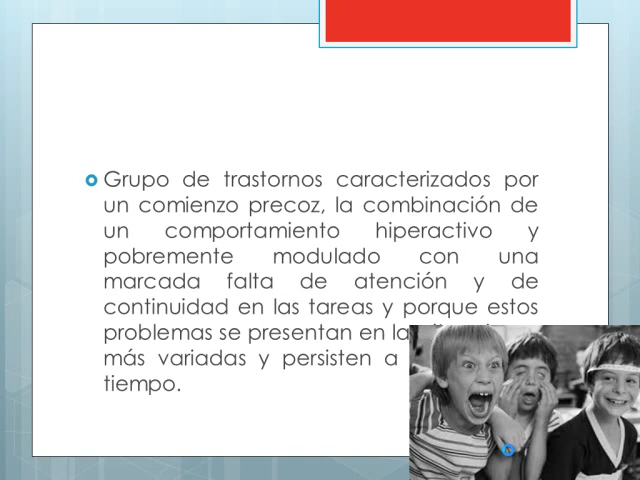 Grupo de trastornos caracterizados por
un comienzo precoz, la combinación de
un comportamiento hiperactivo y
pobremente modulado con una
marcada falta de atención y de
continuidad en las tareas y porque estos
problemas se presentan en
más variadas y persisten a
tiempo.